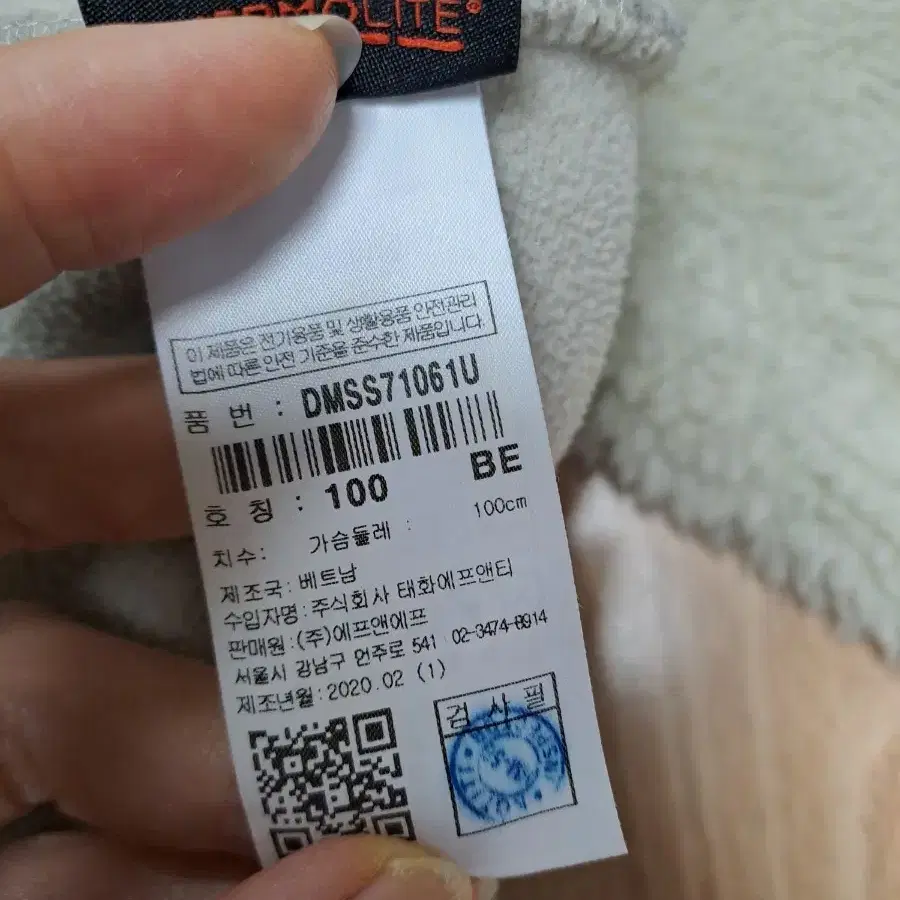 ERMOLITE®
이 제품은 전기용품 및 생활용품 안전관리
법에 따른 안전 기준을 준수한 제품입니다.
품 번 : DMSS71061U
BE
호 칭 : 100
치수: 가슴둘레 : 100cm
제조국: 베트남
수입자명: 주식회사 태화에프앤티
판매원: (주)에프앤에프
서울시 강남구 언주로 541 02-3474-8914
제조년월: 2020.02 (1)
검 사 필